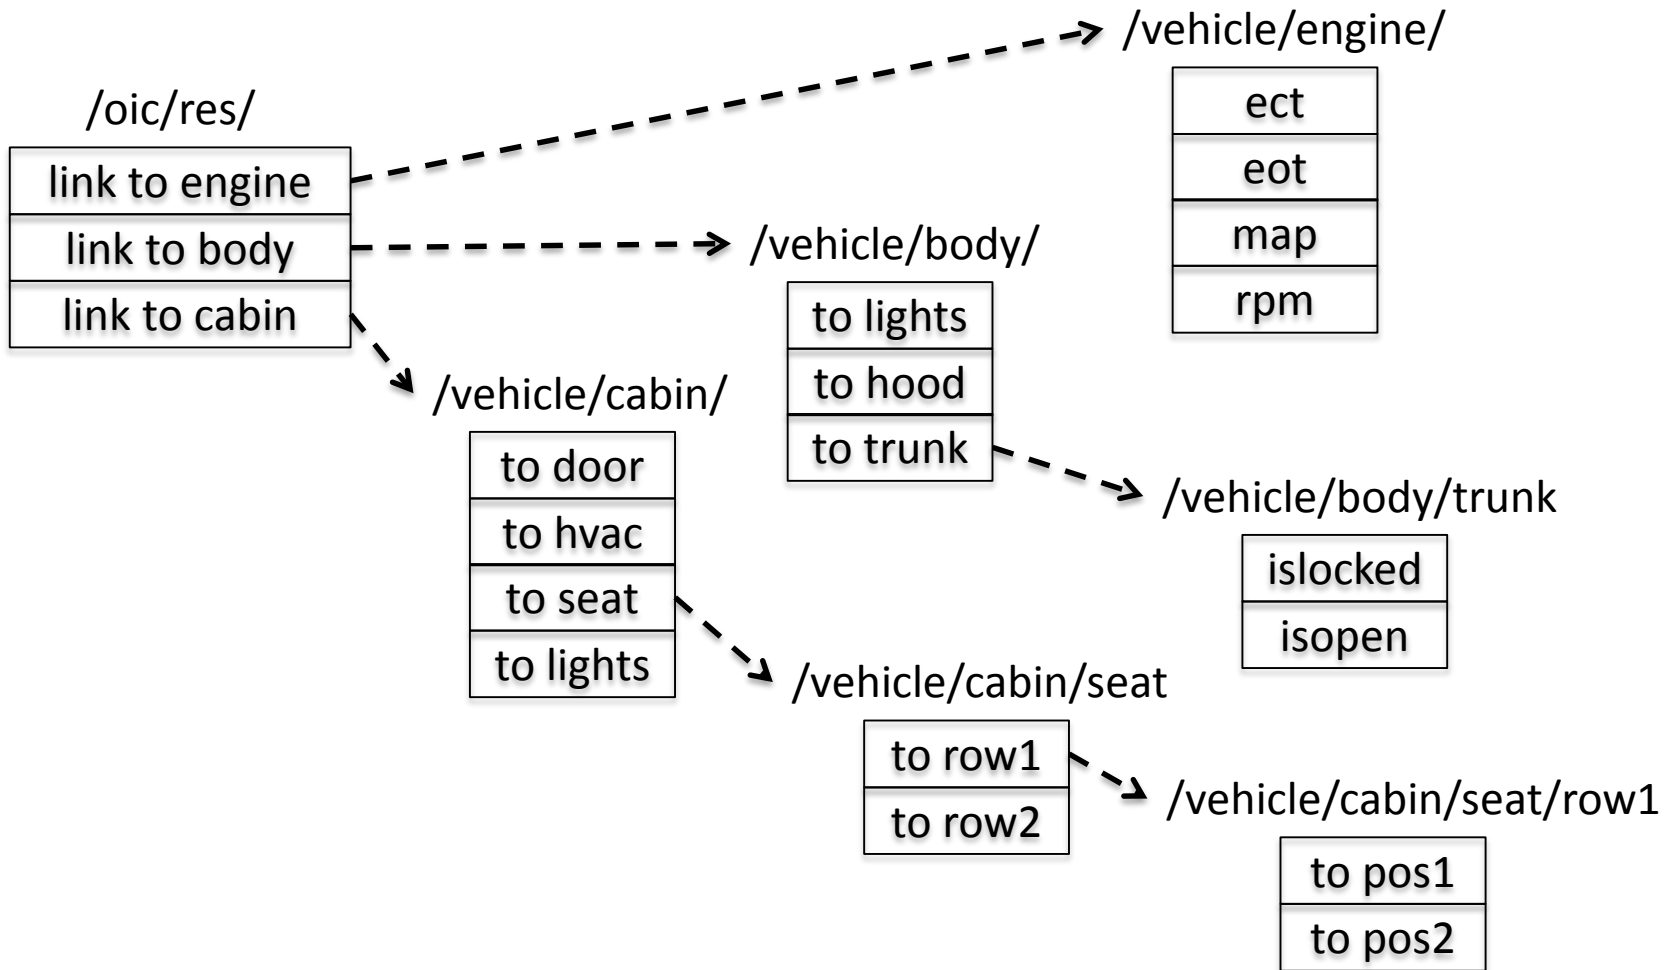 /oic/res/
link to engine
link to body
link to cabin
/vehicle/engine/
ect
eot
map
rpm
/vehicle/body/
to lights
to hood
to trunk
/vehicle/cabin/
to door
to hvac
to seat
to lights
/vehicle/body/trunk
islocked
isopen
/vehicle/cabin/seat
to row1
to row2
/vehicle/cabin/seat/row1
to pos1
to pos2